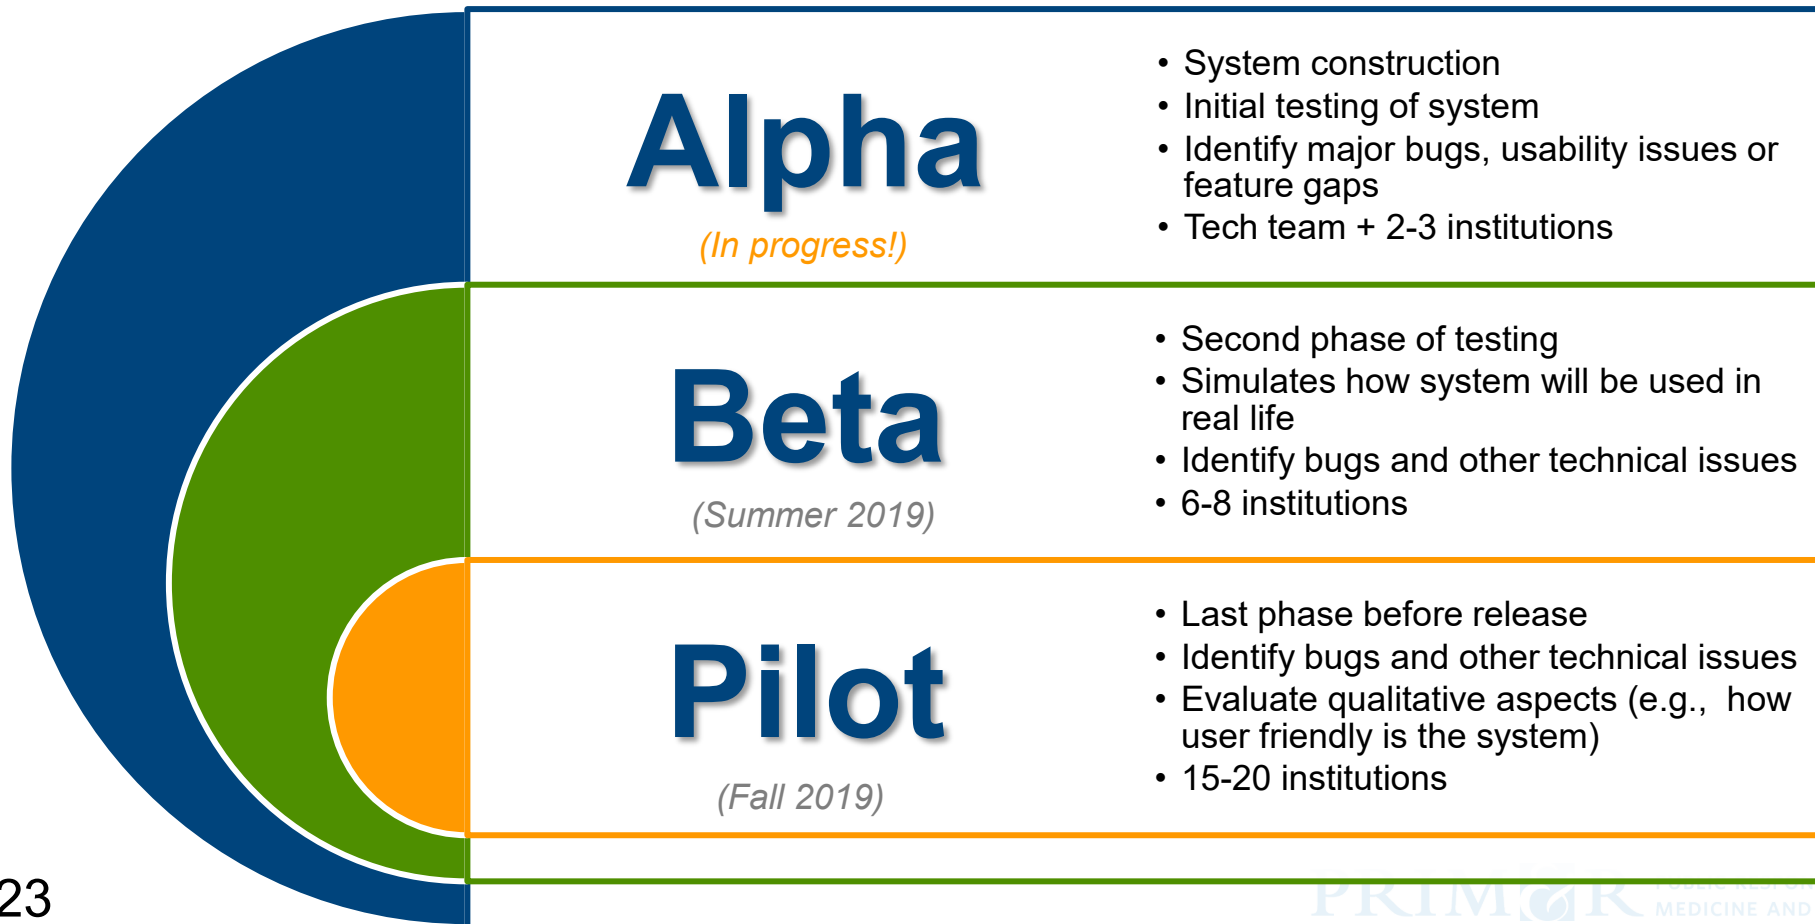 Alpha
(In progress!)
• System construction
• Initial testing of system
• Identify major bugs, usability issues or
feature gaps
• Tech team + 2-3 institutions
Beta
(Summer 2019)
• Second phase of testing
• Simulates how system will be used in
real life
• Identify bugs and other technical issues
• 6-8 institutions
Pilot
(Fall 2019)
• Last phase before release
• Identify bugs and other technical issues
• Evaluate qualitative aspects (e.g.,  how
user friendly is the system)
• 15-20 institutions
23
PRIM&R
PUBLIC
MEDICINE AND